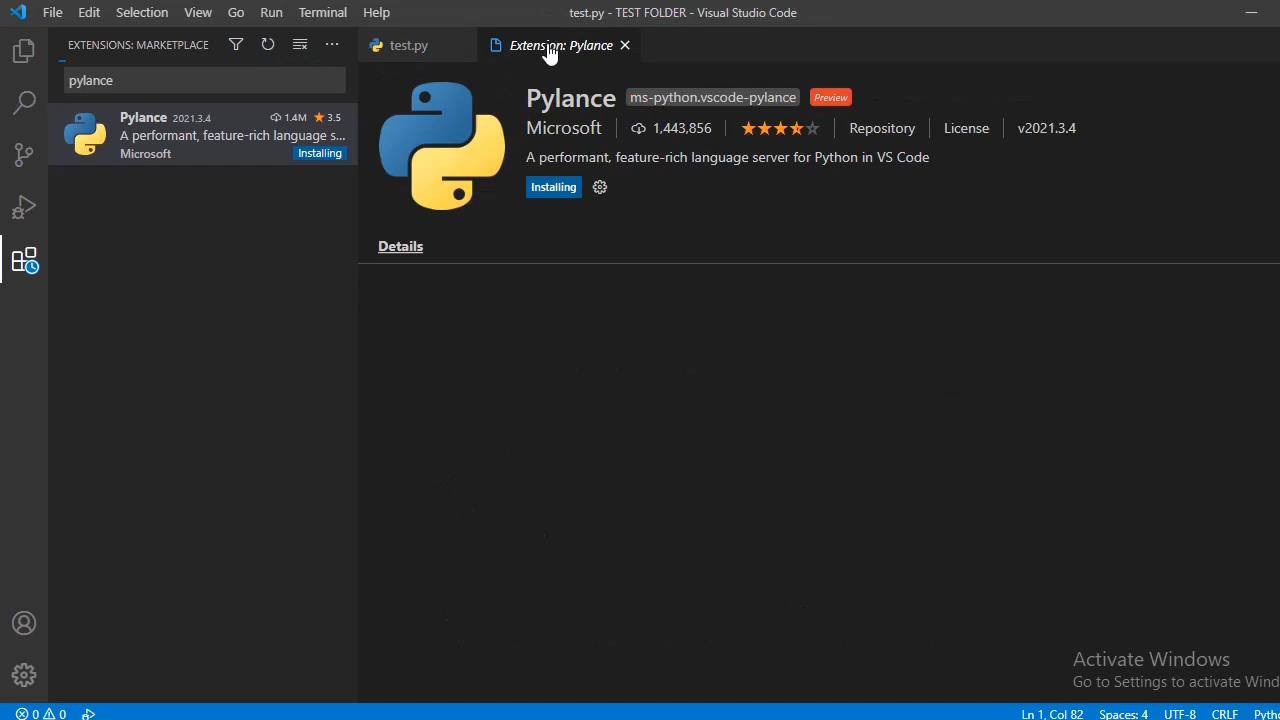 File Edit Selection View Go Run Terminal Help
test.py - TEST FOLDER - Visual Studio Code
EXTENSIONS: MARKETPLACE
test.py
Extension: Pylance
pylance
Pylance 2021.3.4 1.4M 3.5
A performant, feature-rich language s...
Microsoft Installing
Pylance ms-python.vscode-pylance Preview
Microsoft 1,443,856 Repository License v2021.3.4
A performant, feature-rich language server for Python in VS Code
Installing
Details
Activate Windows
Go to Settings to activate Wind
0 0 Ln 1, Col 82 Spaces: 4 UTF-8 CRLF Pytho